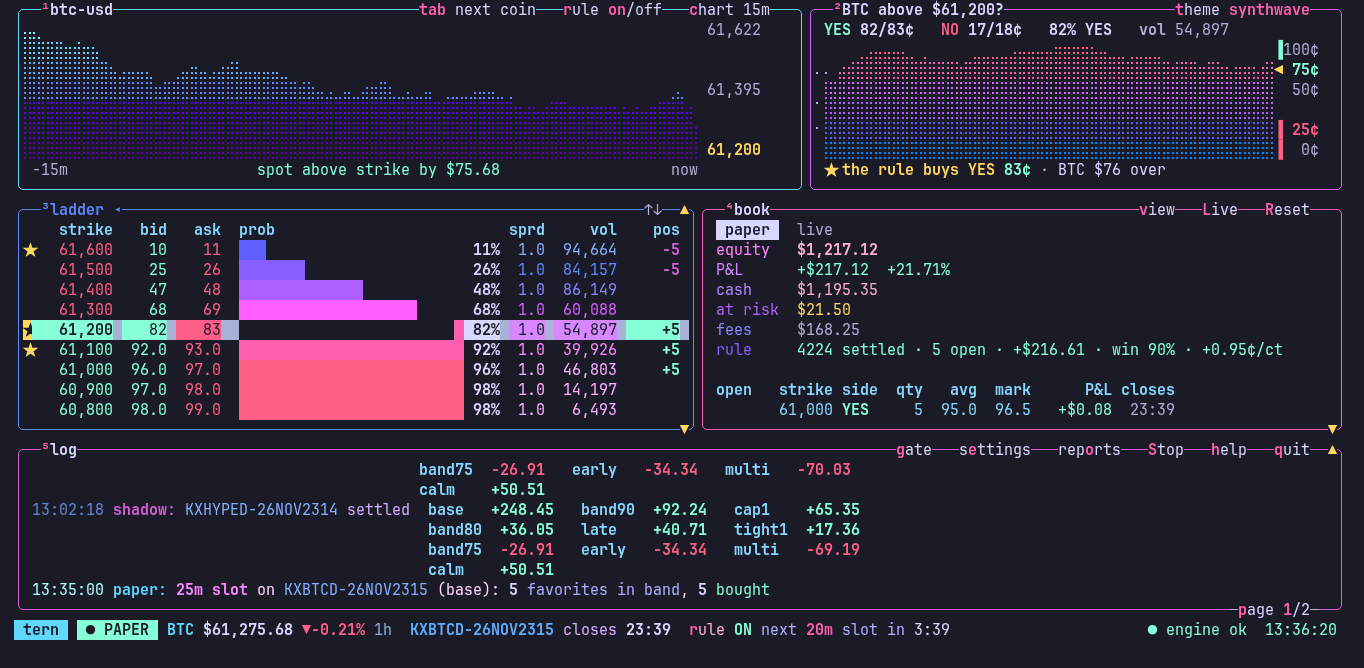 ¹btc-usd tab next coin rule on/off chart 15m
61,622
61,395
61,200
-15m spot above strike by $75.68 now
²BTC above $61,200? theme synthwave
YES 82/83¢ NO 17/18¢ 82% YES vol 54,897
100¢
75¢
50¢
25¢
0¢
★the rule buys YES 83¢ · BTC $76 over
³ladder ◂ ↑↓ ▲
strike bid ask prob sprd vol pos
★ 61,600 10 11 11% 1.0 94,664 -5
61,500 25 26 26% 1.0 84,157 -5
61,400 47 48 48% 1.0 86,149
61,300 68 69 68% 1.0 60,088
★ 61,200 82 83 82% 1.0 54,897 +5
★ 61,100 92.0 93.0 92% 1.0 39,926 +5
61,000 96.0 97.0 96% 1.0 46,803 +5
60,900 97.0 98.0 98% 1.0 14,197
60,800 98.0 99.0 98% 1.0 6,493
▼
⁴book view Live Reset
paper live
equity $1,217.12
P&L +$217.12 +21.71%
cash $1,195.35
at risk $21.50
fees $168.25
rule 4224 settled · 5 open · +$216.61 · win 90% · +0.95¢/ct
open strike side qty avg mark P&L closes
61,000 YES 5 95.0 96.5 +$0.08 23:39
▼
⁵log gate settings reports Stop help quit ▲
band75 -26.91 early -34.34 multi -70.03
calm +50.51
13:02:18 shadow: KXHYPED-26NOV2314 settled base +248.45 band90 +92.24 cap1 +65.35
band80 +36.05 late +40.71 tight1 +17.36
band75 -26.91 early -34.34 multi -69.19
calm +50.51
13:35:00 paper: 25m slot on KXBTCD-26NOV2315 (base): 5 favorites in band, 5 bought
page 1/2
tern ● PAPER BTC $61,275.68 ▼-0.21% 1h KXBTCD-26NOV2315 closes 23:39 rule ON next 20m slot in 3:39 ● engine ok 13:36:20